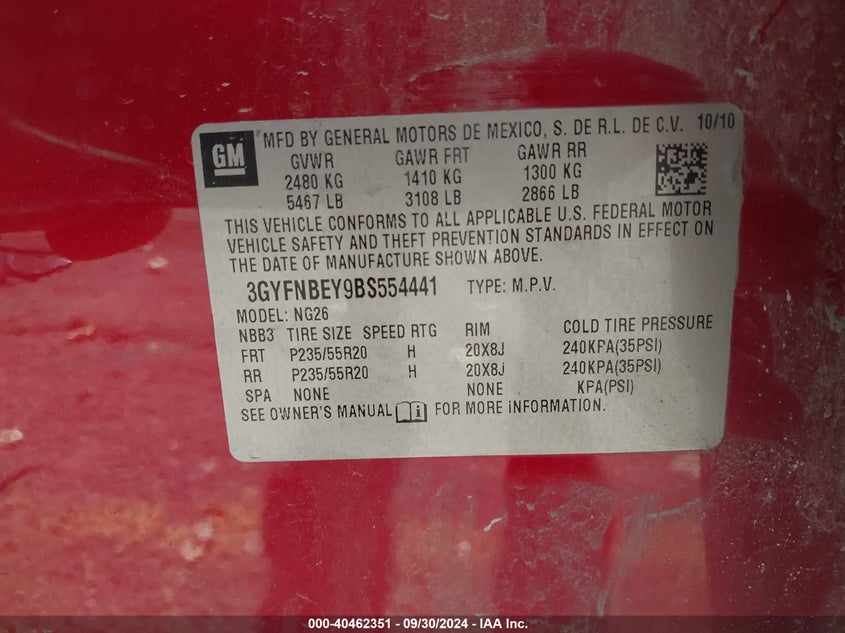 GM
MFD BY GENERAL MOTORS DE MEXICO, S. DE R.L. DE C.V. 10/10
GVWR GAWR FRT GAWR RR
2480 KG 1410 KG 1300 KG
5467 LB 3108 LB 2866 LB
THIS VEHICLE CONFORMS TO ALL APPLICABLE U.S. FEDERAL MOTOR
VEHICLE SAFETY AND THEFT PREVENTION STANDARDS IN EFFECT ON
THE DATE OF MANUFACTURE SHOWN ABOVE.
3GYFNBEY9BS554441 TYPE: M.P.V.
MODEL: NG26
NBB3 TIRE SIZE SPEED RTG RIM COLD TIRE PRESSURE
FRT P235/55R20 H 20X8J 240KPA(35PSI)
RR P235/55R20 H 20X8J 240KPA(35PSI)
SPA NONE NONE KPA(PSI)
SEE OWNER'S MANUAL FOR MORE INFORMATION.
000-40462351 - 09/30/2024 - IAA Inc.